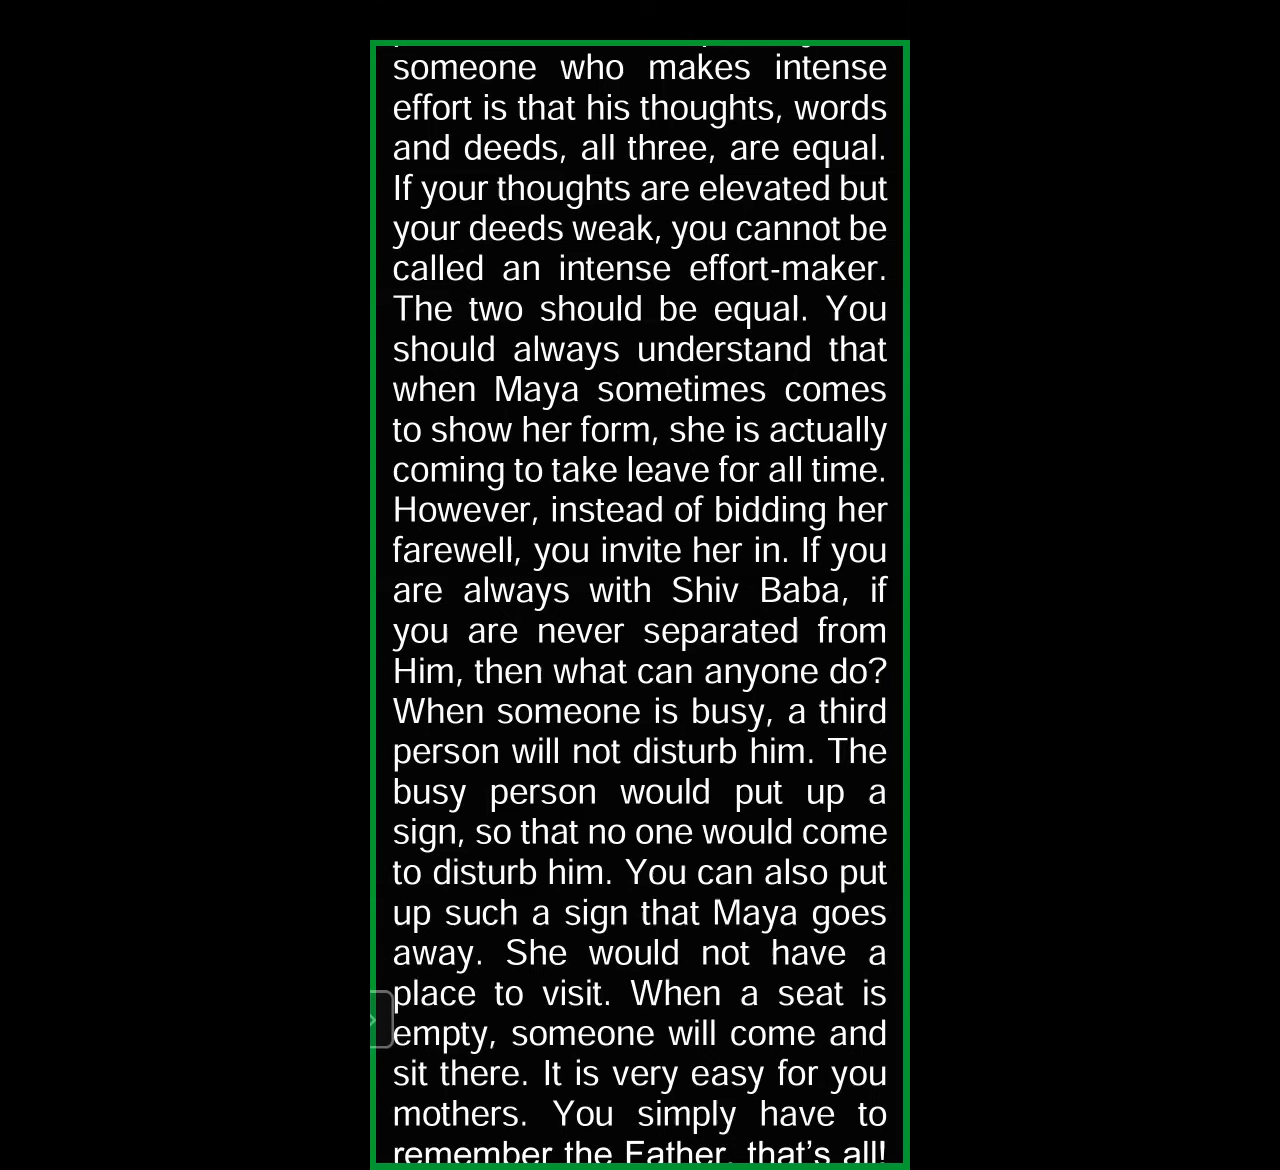 someone who makes intense
effort is that his thoughts, words
and deeds, all three, are equal.
If your thoughts are elevated but
your deeds weak, you cannot be
called an intense effort-maker.
The two should be equal. You
should always understand that
when Maya sometimes comes
to show her form, she is actually
coming to take leave for all time.
However, instead of bidding her
farewell, you invite her in. If you
are always with Shiv Baba, if
you are never separated from
Him, then what can anyone do?
When someone is busy, a third
person will not disturb him. The
busy person would put up a
sign, so that no one would come
to disturb him. You can also put
up such a sign that Maya goes
away. She would not have a
place to visit. When a seat is
empty, someone will come and
sit there. It is very easy for you
mothers. You simply have to
remember the Father, that’s all!